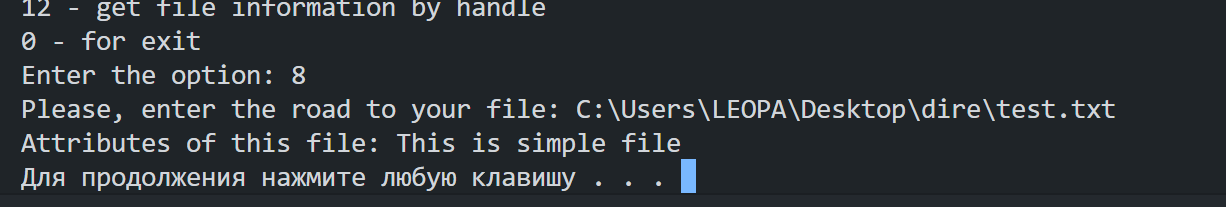 12 - get file information by handle
0 - for exit
Enter the option: 8
Please, enter the road to your file: C:\Users\LEOPA\Desktop\dire\test.txt
Attributes of this file: This is simple file
Для продолжения нажмите любую клавишу . . .